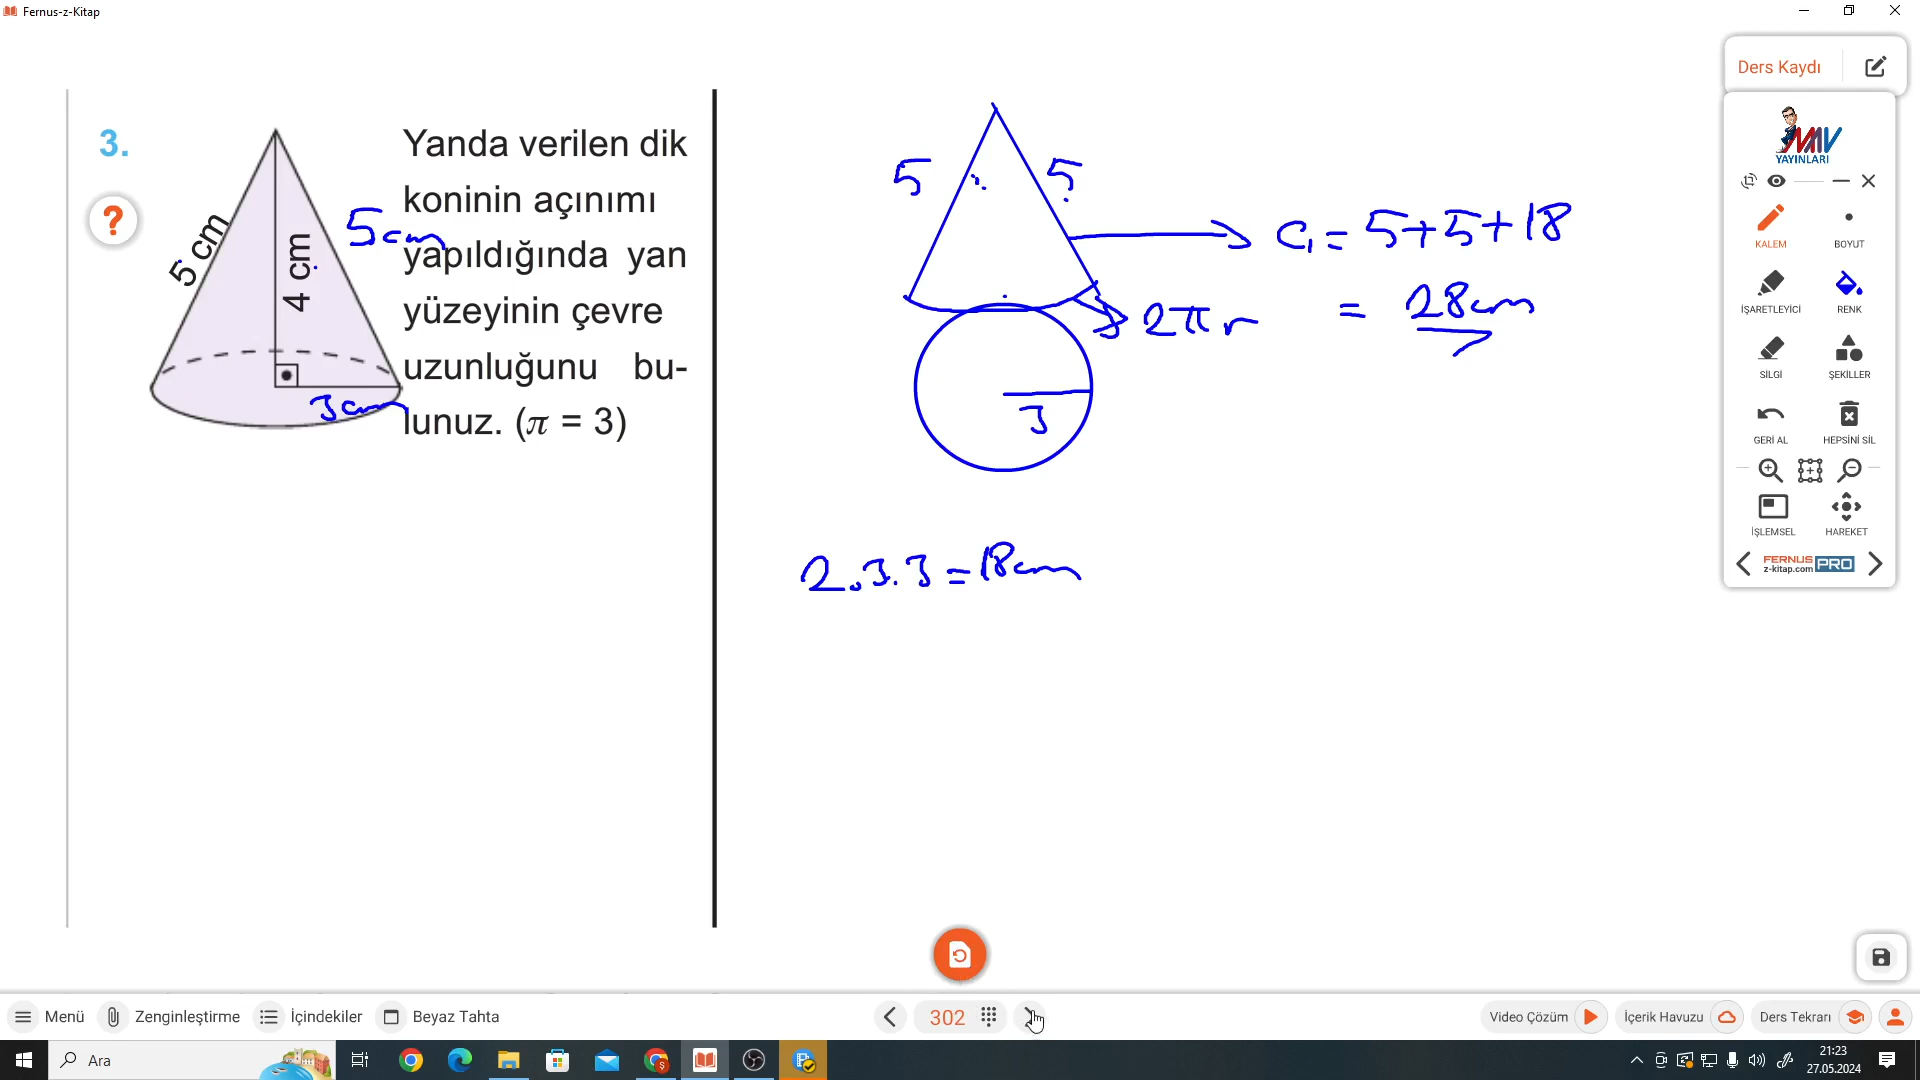 Fernus-z-Kitap
Ders Kaydı
3.
Yanda verilen dik
koninin açınımı
yapıldığında yan
yüzeyinin çevre
uzunluğunu bu-
lunuz. (π = 3)
5 cm
4 cm
5cm
3cm
5
5
C₁ = 5+5+18
= 28cm
2πr
3
2.3.3=18cm
MAV
YAYINLARI
KALEM
BOYUT
İŞARETLEYİCİ
RENK
SİLGİ
ŞEKİLLER
GERİ AL
HEPSİNİ SİL
İŞLEMSEL
HAREKET
FERNUS
z-kitap.com
PRO
Menü
Zenginleştirme
İçindekiler
Beyaz Tahta
302
Video Çözüm
İçerik Havuzu
Ders Tekrarı
Ara
21:23
27.05.2024